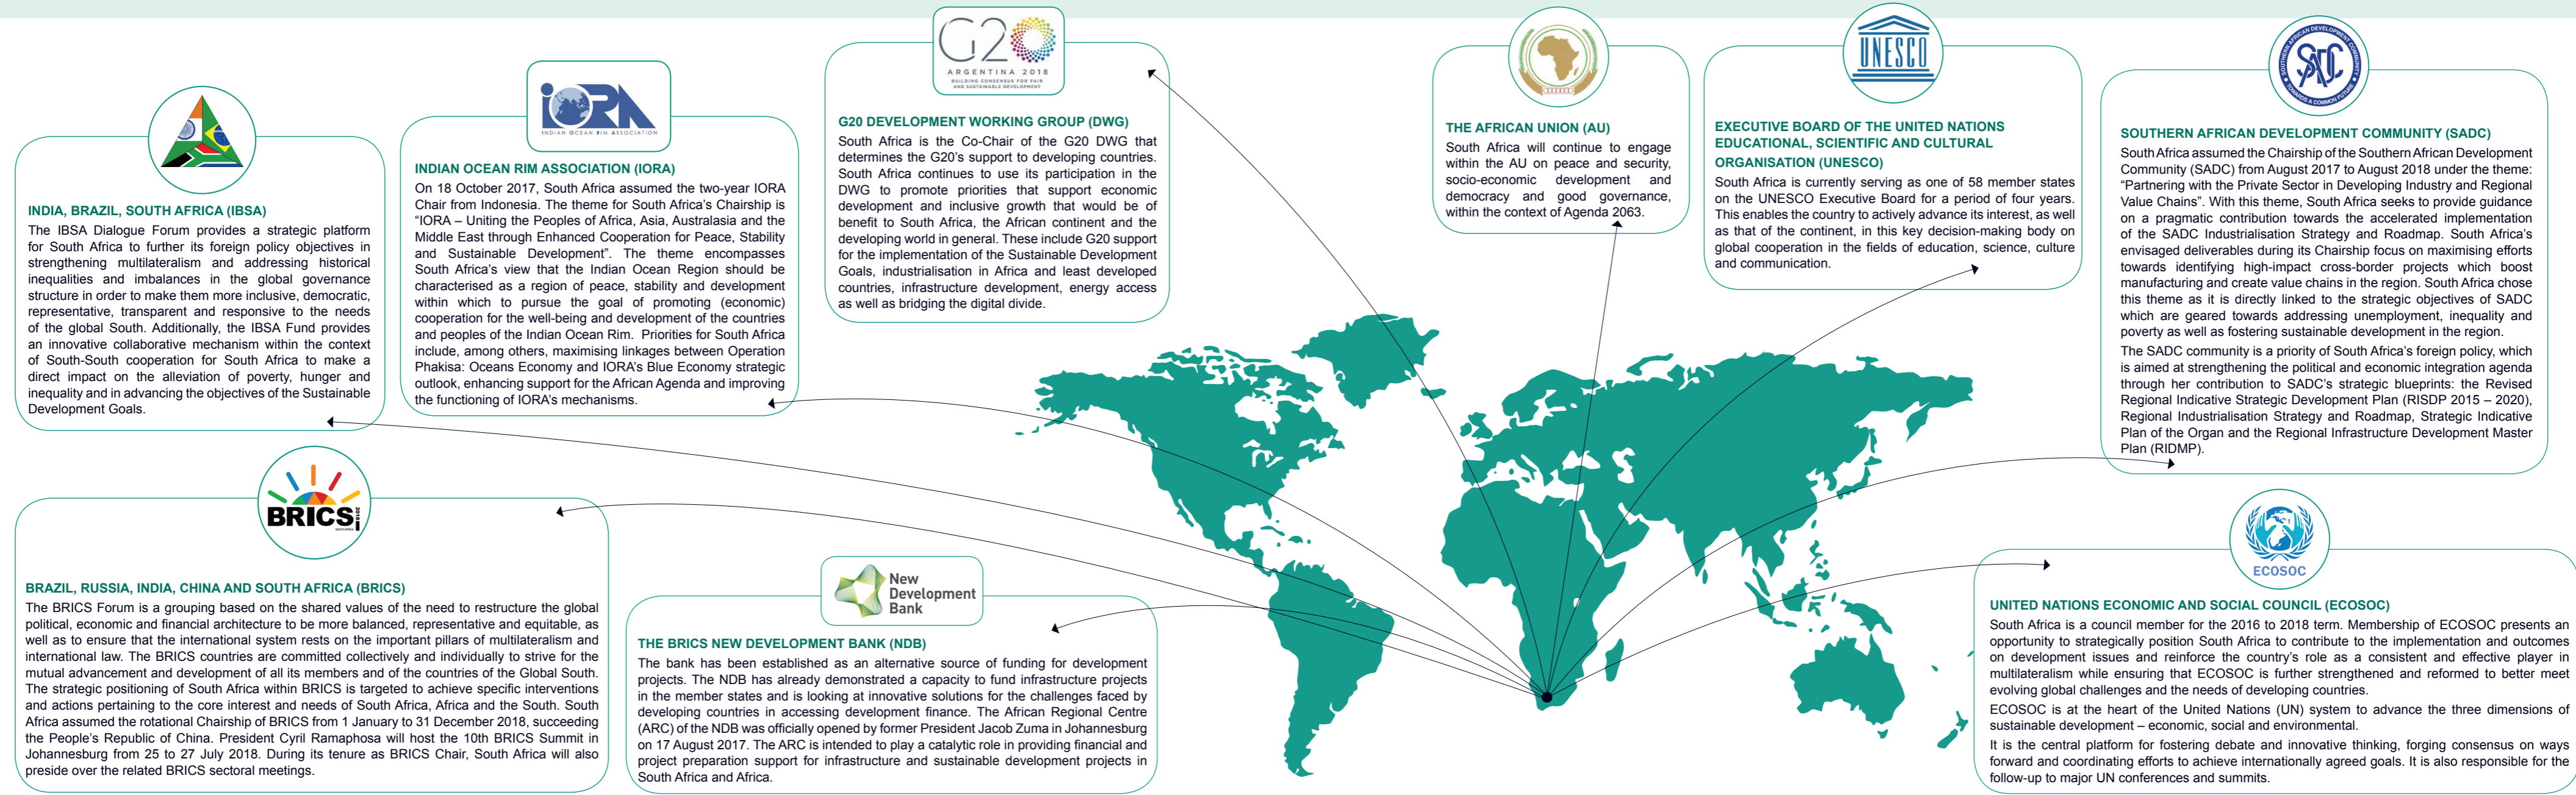 INDIA, BRAZIL, SOUTH AFRICA (IBSA)
The IBSA Dialogue Forum provides a strategic platform
for South Africa to further its foreign policy objectives in
strengthening multilateralism and addressing historical
inequalities and imbalances in the global governance
structure in order to make them more inclusive, democratic,
representative, transparent and responsive to the needs
of the global South. Additionally, the IBSA Fund provides
an innovative collaborative mechanism within the context
of South-South cooperation for South Africa to make a
direct impact on the alleviation of poverty, hunger and
inequality and in advancing the objectives of the Sustainable
Development Goals.
IORA
INDIAN OCEAN RIM ASSOCIATION
INDIAN OCEAN RIM ASSOCIATION (IORA)
On 18 October 2017, South Africa assumed the two-year IORA
Chair from Indonesia. The theme for South Africa's Chairship is
“IORA – Uniting the Peoples of Africa, Asia, Australasia and the
Middle East through Enhanced Cooperation for Peace, Stability
and Sustainable Development”. The theme encompasses
South Africa's view that the Indian Ocean Region should be
characterised as a region of peace, stability and development
within which to pursue the goal of promoting (economic)
cooperation for the well-being and development of the countries
and peoples of the Indian Ocean Rim. Priorities for South Africa
include, among others, maximising linkages between Operation
Phakisa: Oceans Economy and IORA's Blue Economy strategic
outlook, enhancing support for the African Agenda and improving
the functioning of IORA's mechanisms.
G20
ARGENTINA 2018
BUILDING CONSENSUS FOR FAIR
AND SUSTAINABLE DEVELOPMENT
G20 DEVELOPMENT WORKING GROUP (DWG)
South Africa is the Co-Chair of the G20 DWG that
determines the G20's support to developing countries.
South Africa continues to use its participation in the
DWG to promote priorities that support economic
development and inclusive growth that would be of
benefit to South Africa, the African continent and the
developing world in general. These include G20 support
for the implementation of the Sustainable Development
Goals, industrialisation in Africa and least developed
countries, infrastructure development, energy access
as well as bridging the digital divide.
THE AFRICAN UNION (AU)
South Africa will continue to engage
within the AU on peace and security,
socio-economic development and
democracy and good governance,
within the context of Agenda 2063.
UNESCO
EXECUTIVE BOARD OF THE UNITED NATIONS
EDUCATIONAL, SCIENTIFIC AND CULTURAL
ORGANISATION (UNESCO)
South Africa is currently serving as one of 58 member states
on the UNESCO Executive Board for a period of four years.
This enables the country to actively advance its interest, as well
as that of the continent, in this key decision-making body on
global cooperation in the fields of education, science, culture
and communication.
SOUTHERN AFRICAN DEVELOPMENT COMMUNITY
SADC
TOWARDS A COMMON FUTURE
SOUTHERN AFRICAN DEVELOPMENT COMMUNITY (SADC)
South Africa assumed the Chairship of the Southern African Development
Community (SADC) from August 2017 to August 2018 under the theme:
“Partnering with the Private Sector in Developing Industry and Regional
Value Chains”. With this theme, South Africa seeks to provide guidance
on a pragmatic contribution towards the accelerated implementation
of the SADC Industrialisation Strategy and Roadmap. South Africa's
envisaged deliverables during its Chairship focus on maximising efforts
towards identifying high-impact cross-border projects which boost
manufacturing and create value chains in the region. South Africa chose
this theme as it is directly linked to the strategic objectives of SADC
which are geared towards addressing unemployment, inequality and
poverty as well as fostering sustainable development in the region.
The SADC community is a priority of South Africa's foreign policy, which
is aimed at strengthening the political and economic integration agenda
through her contribution to SADC's strategic blueprints: the Revised
Regional Indicative Strategic Development Plan (RISDP 2015 – 2020),
Regional Industrialisation Strategy and Roadmap, Strategic Indicative
Plan of the Organ and the Regional Infrastructure Development Master
Plan (RIDMP).
BRICS
2018
SOUTH AFRICA
BRAZIL, RUSSIA, INDIA, CHINA AND SOUTH AFRICA (BRICS)
The BRICS Forum is a grouping based on the shared values of the need to restructure the global
political, economic and financial architecture to be more balanced, representative and equitable, as
well as to ensure that the international system rests on the important pillars of multilateralism and
international law. The BRICS countries are committed collectively and individually to strive for the
mutual advancement and development of all its members and of the countries of the Global South.
The strategic positioning of South Africa within BRICS is targeted to achieve specific interventions
and actions pertaining to the core interest and needs of South Africa, Africa and the South. South
Africa assumed the rotational Chairship of BRICS from 1 January to 31 December 2018, succeeding
the People's Republic of China. President Cyril Ramaphosa will host the 10th BRICS Summit in
Johannesburg from 25 to 27 July 2018. During its tenure as BRICS Chair, South Africa will also
preside over the related BRICS sectoral meetings.
New
Development
Bank
THE BRICS NEW DEVELOPMENT BANK (NDB)
The bank has been established as an alternative source of funding for development
projects. The NDB has already demonstrated a capacity to fund infrastructure projects
in the member states and is looking at innovative solutions for the challenges faced by
developing countries in accessing development finance. The African Regional Centre
(ARC) of the NDB was officially opened by former President Jacob Zuma in Johannesburg
on 17 August 2017. The ARC is intended to play a catalytic role in providing financial and
project preparation support for infrastructure and sustainable development projects in
South Africa and Africa.
ECOSOC
UNITED NATIONS ECONOMIC AND SOCIAL COUNCIL (ECOSOC)
South Africa is a council member for the 2016 to 2018 term. Membership of ECOSOC presents an
opportunity to strategically position South Africa to contribute to the implementation and outcomes
on development issues and reinforce the country's role as a consistent and effective player in
multilateralism while ensuring that ECOSOC is further strengthened and reformed to better meet
evolving global challenges and the needs of developing countries.
ECOSOC is at the heart of the United Nations (UN) system to advance the three dimensions of
sustainable development – economic, social and environmental.
It is the central platform for fostering debate and innovative thinking, forging consensus on ways
forward and coordinating efforts to achieve internationally agreed goals. It is also responsible for the
follow-up to major UN conferences and summits.